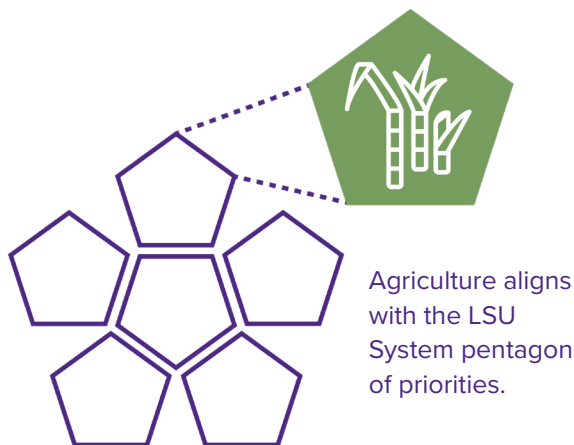 Agriculture aligns
with the LSU
System pentagon
of priorities.